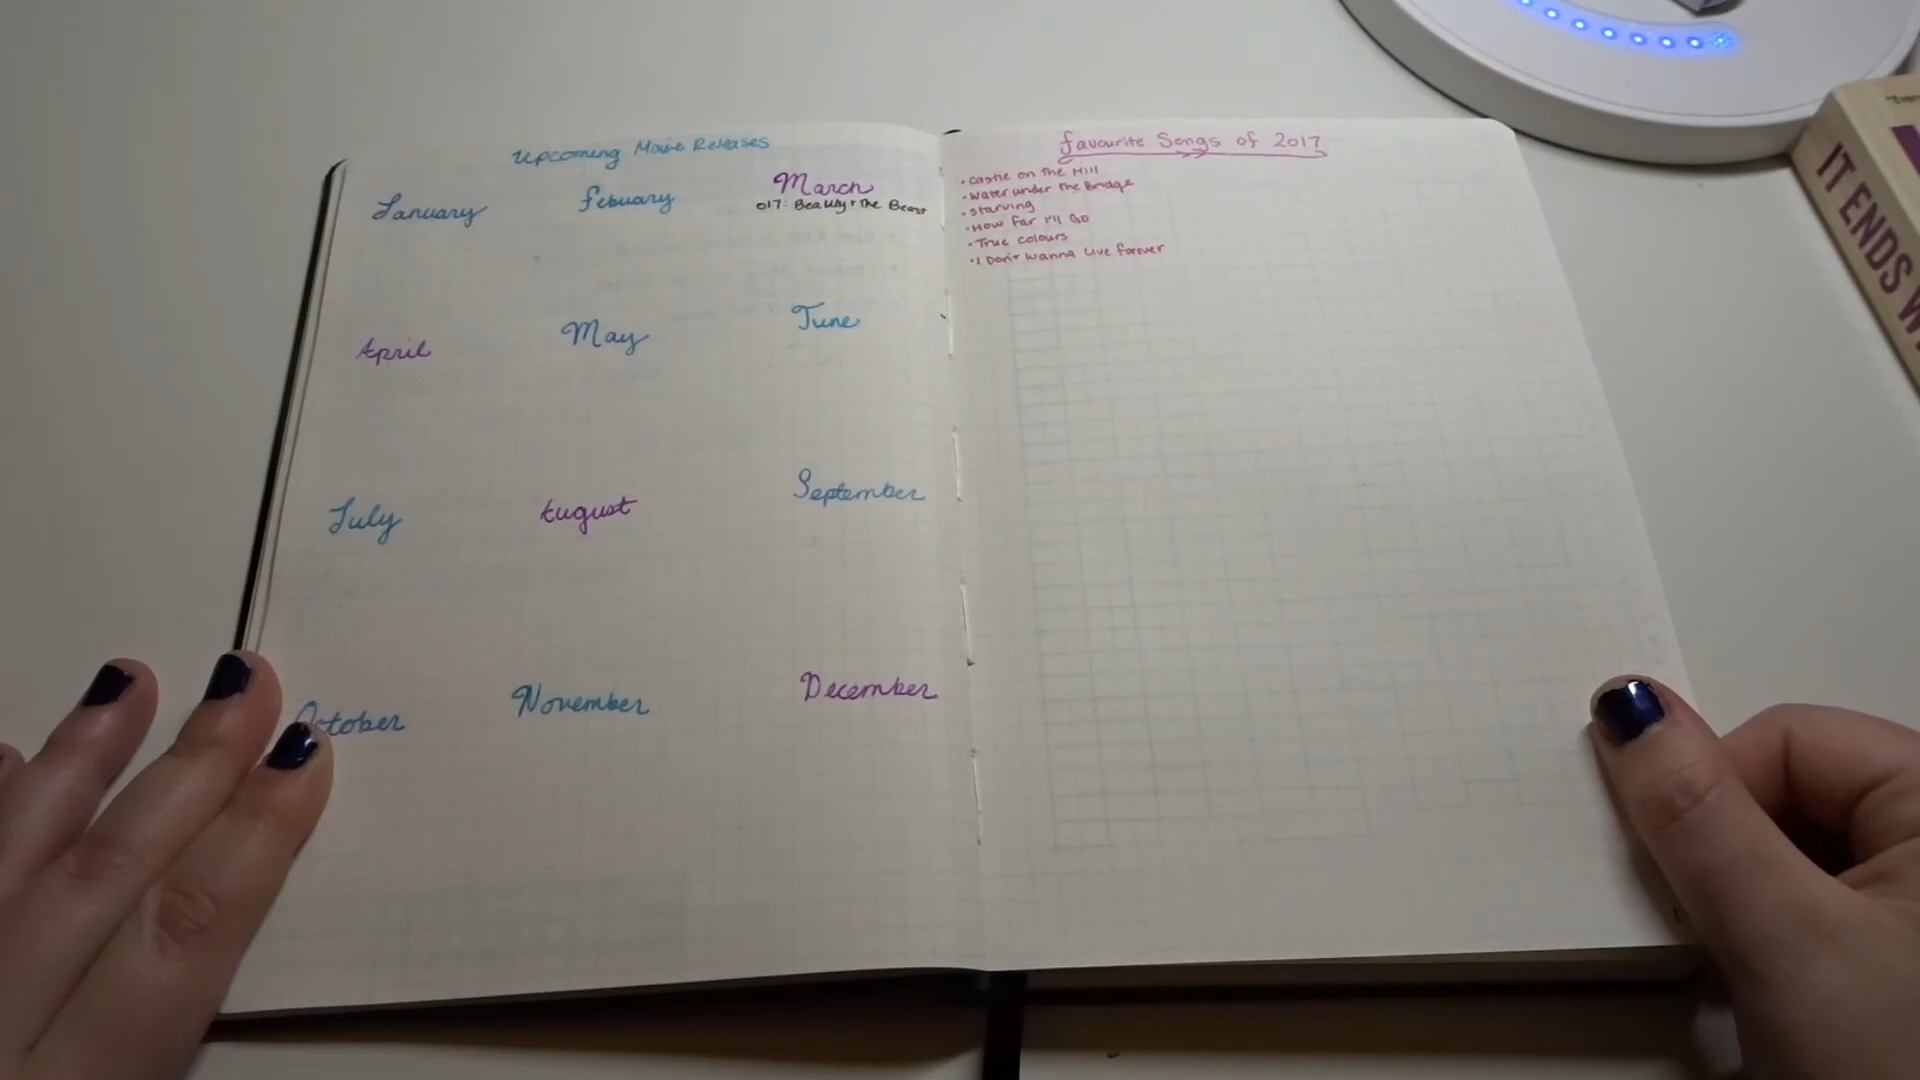 Upcoming Movie Releases
January
Febuary
March
017: Beauty + The Beast
April
May
June
July
August
September
October
November
December
Favourite Songs of 2017
• Castle on the Hill
• Water under the Bridge
• Starving
• How Far I'll Go
• True Colours
• I Don't Wanna Live Forever
IT ENDS W